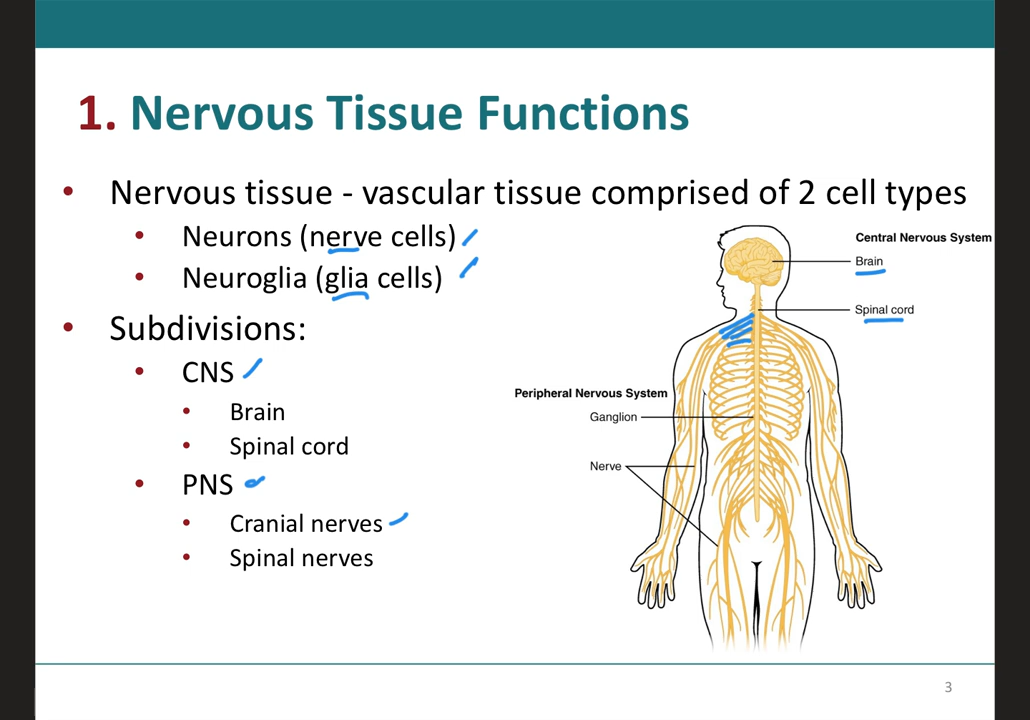 1. Nervous Tissue Functions
• Nervous tissue - vascular tissue comprised of 2 cell types
• Neurons (nerve cells)
• Neuroglia (glia cells)
• Subdivisions:
• CNS
• Brain
• Spinal cord
• PNS
• Cranial nerves
• Spinal nerves
Central Nervous System
Brain
Spinal cord
Peripheral Nervous System
Ganglion
Nerve
3